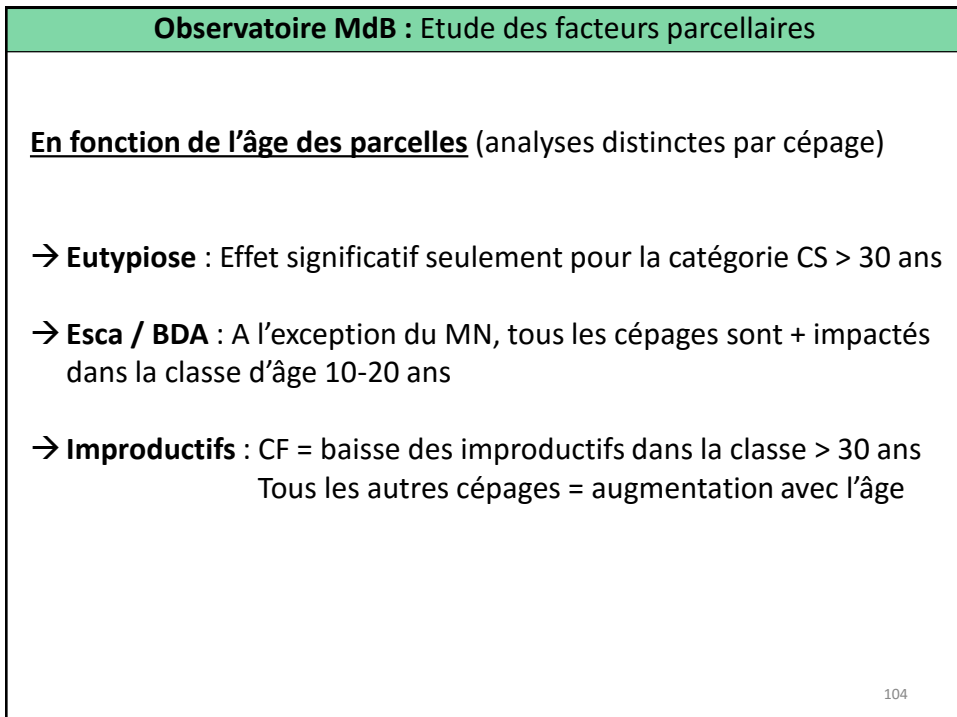 Observatoire MdB : Etude des facteurs parcellaires
En fonction de l’âge des parcelles (analyses distinctes par cépage)
→ Eutypiose : Effet significatif seulement pour la catégorie CS > 30 ans
→ Esca / BDA : A l’exception du MN, tous les cépages sont + impactés
dans la classe d’âge 10-20 ans
→ Improductifs : CF = baisse des improductifs dans la classe > 30 ans
Tous les autres cépages = augmentation avec l’âge
104